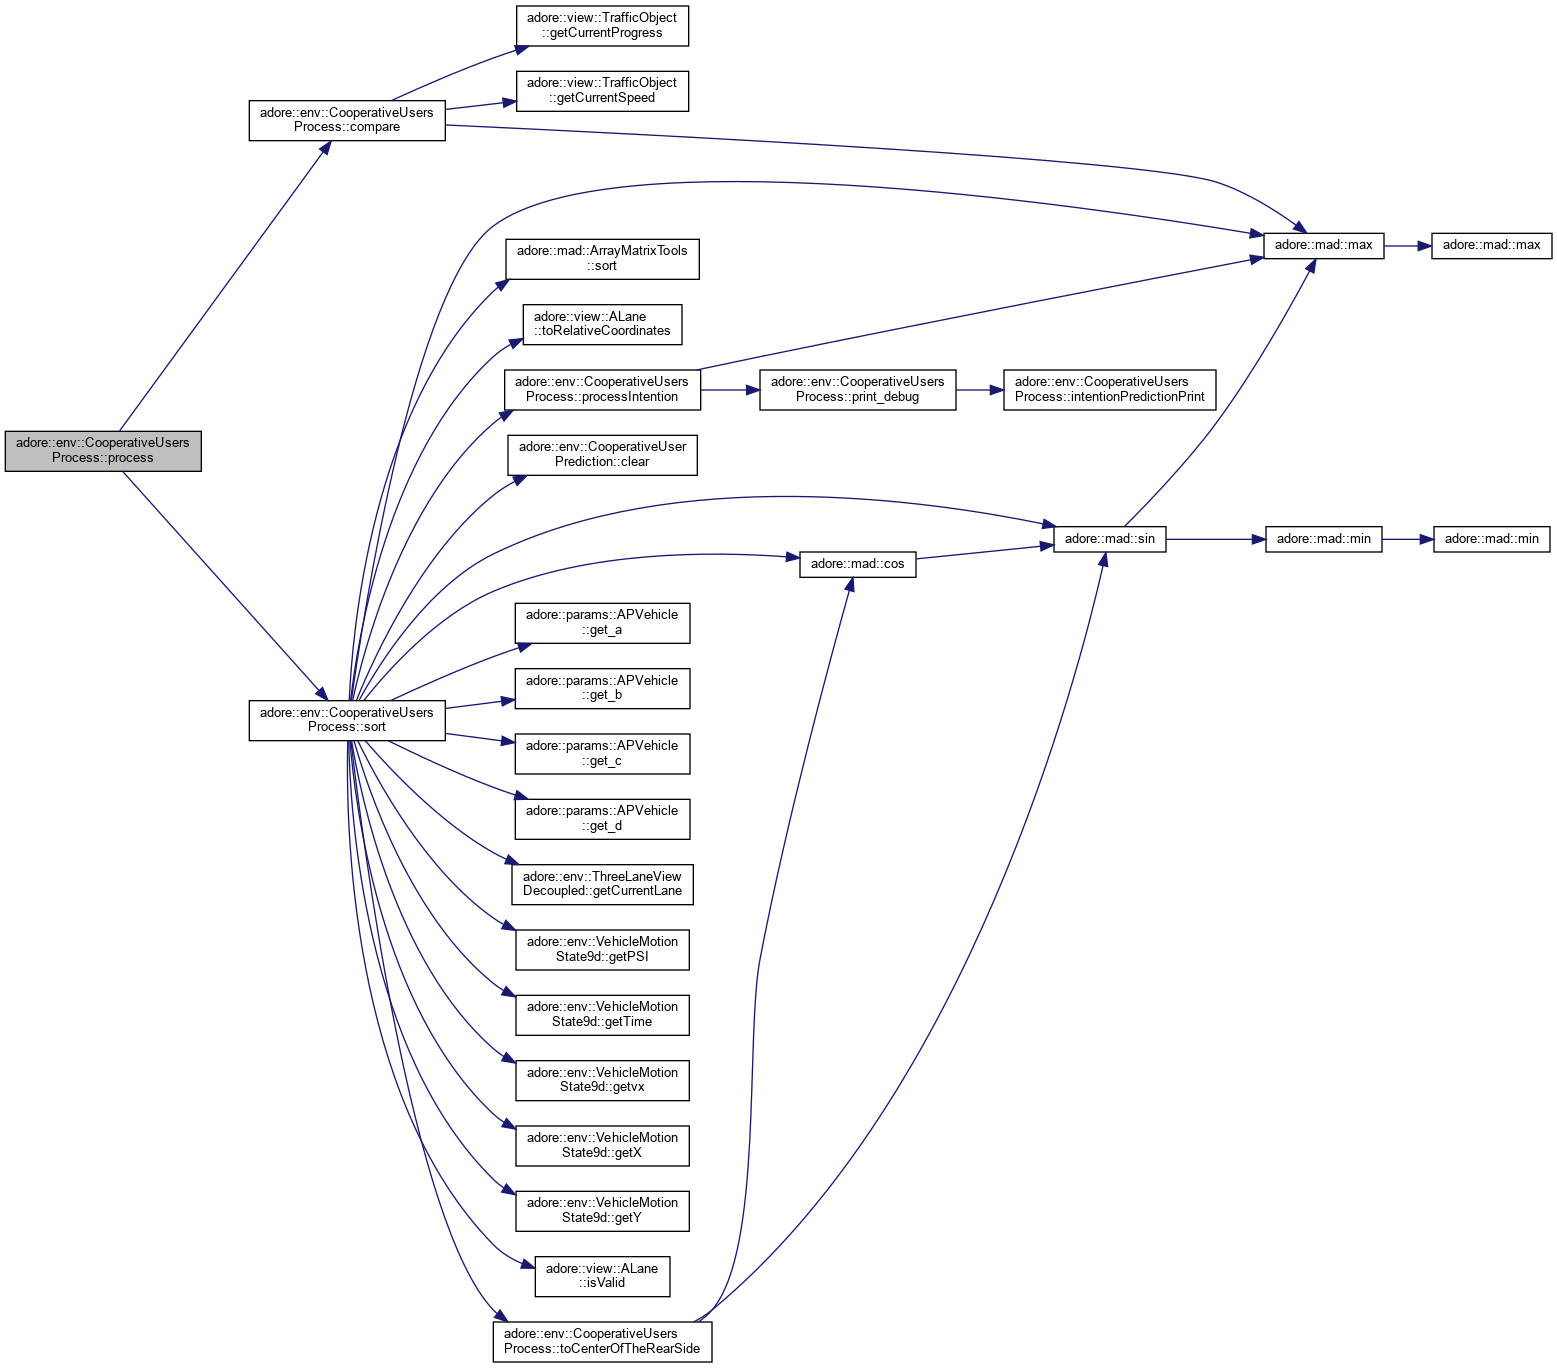 adore::view::TrafficObject
::getCurrentProgress
adore::view::TrafficObject
::getCurrentSpeed
adore::env::CooperativeUsers
Process::compare
adore::mad::max
adore::mad::max
adore::mad::ArrayMatrixTools
::sort
adore::view::ALane
::toRelativeCoordinates
adore::env::CooperativeUsers
Process::processIntention
adore::env::CooperativeUsers
Process::print_debug
adore::env::CooperativeUsers
Process::intentionPredictionPrint
adore::env::CooperativeUsers
Process::process
adore::env::CooperativeUser
Prediction::clear
adore::mad::sin
adore::mad::min
adore::mad::min
adore::mad::cos
adore::params::APVehicle
::get_a
adore::params::APVehicle
::get_b
adore::env::CooperativeUsers
Process::sort
adore::params::APVehicle
::get_c
adore::params::APVehicle
::get_d
adore::env::ThreeLaneView
Decoupled::getCurrentLane
adore::env::VehicleMotion
State9d::getPSI
adore::env::VehicleMotion
State9d::getTime
adore::env::VehicleMotion
State9d::getvx
adore::env::VehicleMotion
State9d::getX
adore::env::VehicleMotion
State9d::getY
adore::view::ALane
::isValid
adore::env::CooperativeUsers
Process::toCenterOfTheRearSide